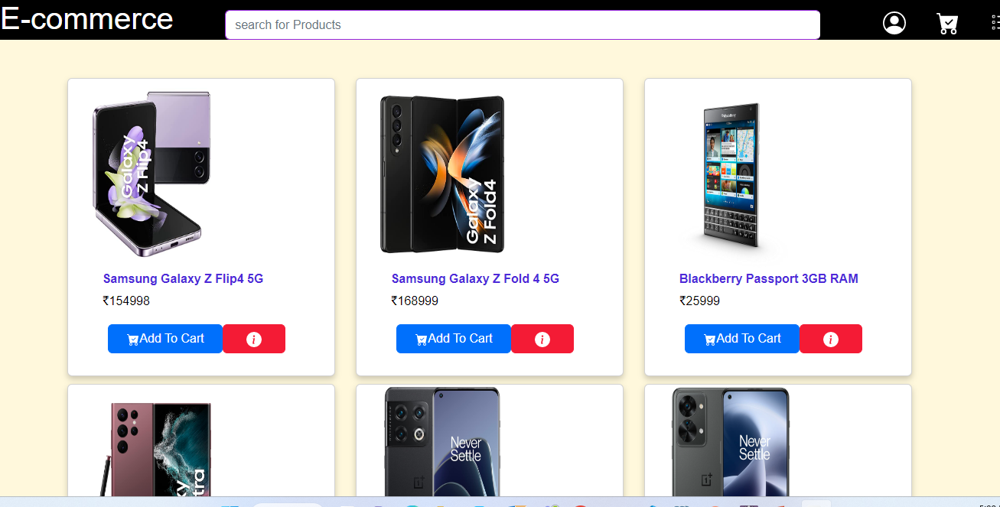 E-commerce
search for Products
Galaxy
Z Flip4
Galaxy
Z Fold4
BlackBerry
Samsung Galaxy Z Flip4 5G
Samsung Galaxy Z Fold 4 5G
Blackberry Passport 3GB RAM
₹154998
₹168999
₹25999
Add To Cart
Add To Cart
Add To Cart
Never
Settle
Never
Settle